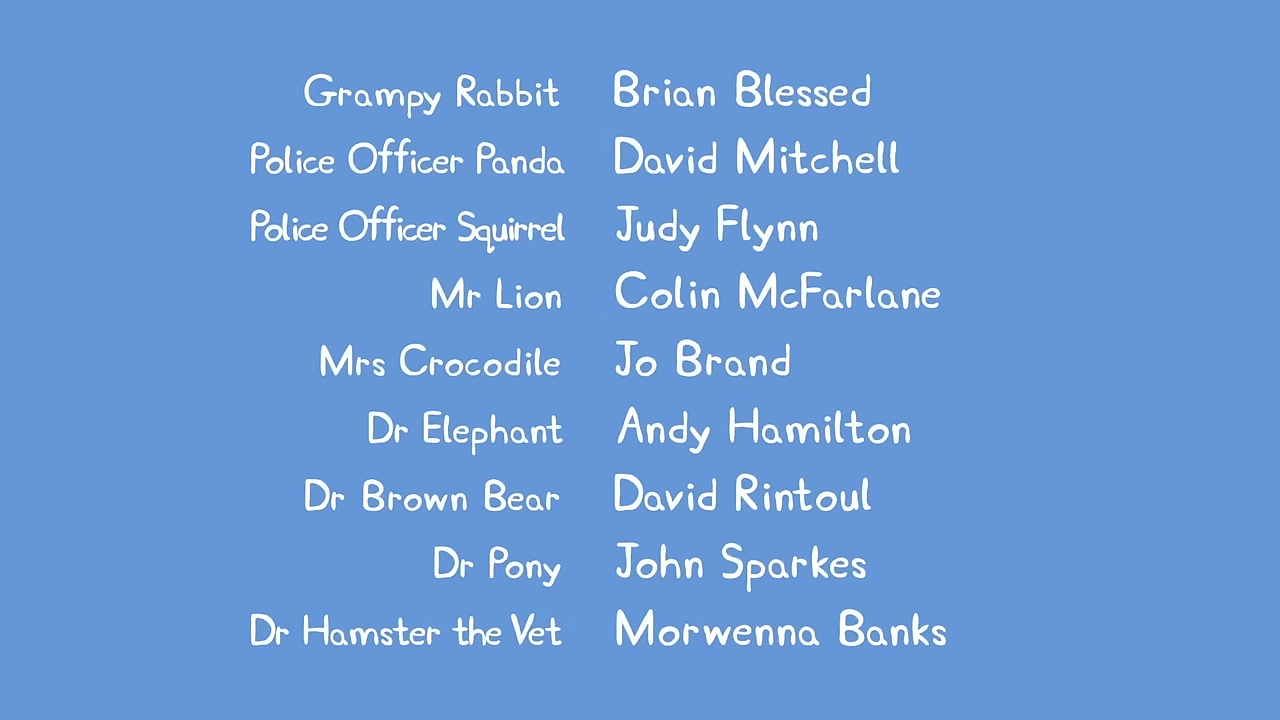 Grampy Rabbit Brian Blessed
Police Officer Panda David Mitchell
Police Officer Squirrel Judy Flynn
Mr Lion Colin McFarlane
Mrs Crocodile Jo Brand
Dr Elephant Andy Hamilton
Dr Brown Bear David Rintoul
Dr Pony John Sparkes
Dr Hamster the Vet Morwenna Banks